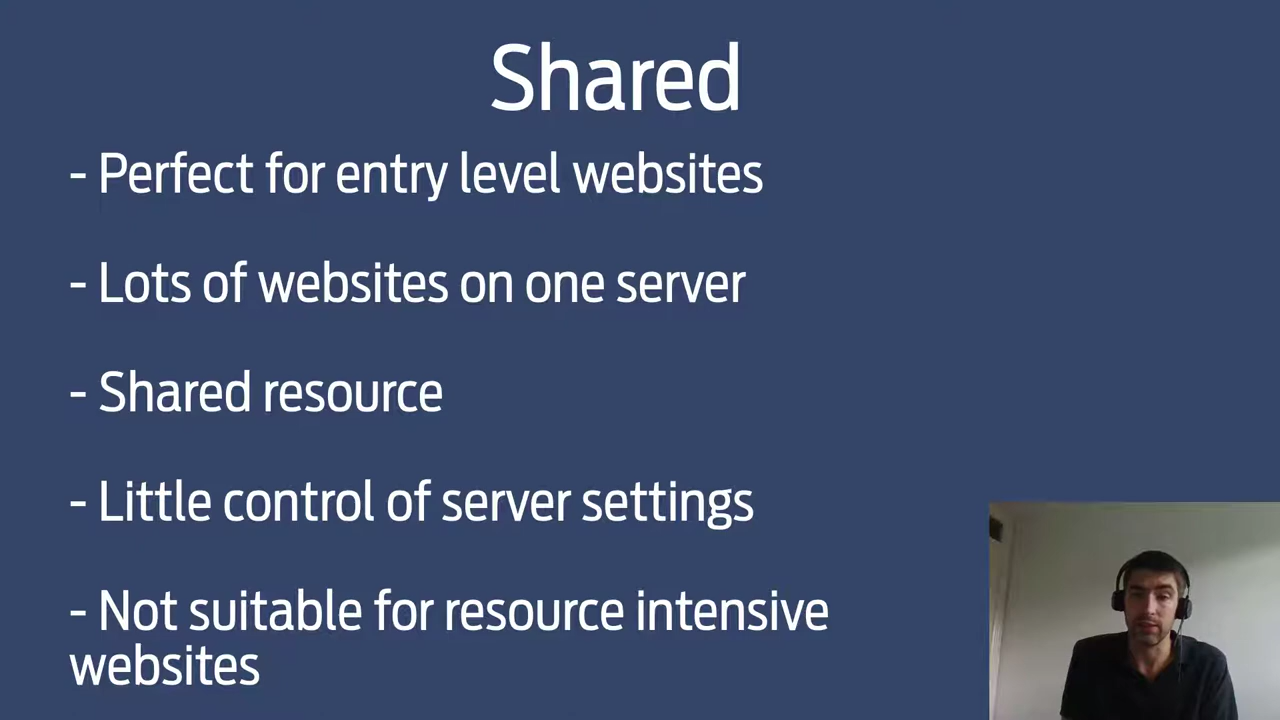 Shared
- Perfect for entry level websites
- Lots of websites on one server
- Shared resource
- Little control of server settings
- Not suitable for resource intensive
websites